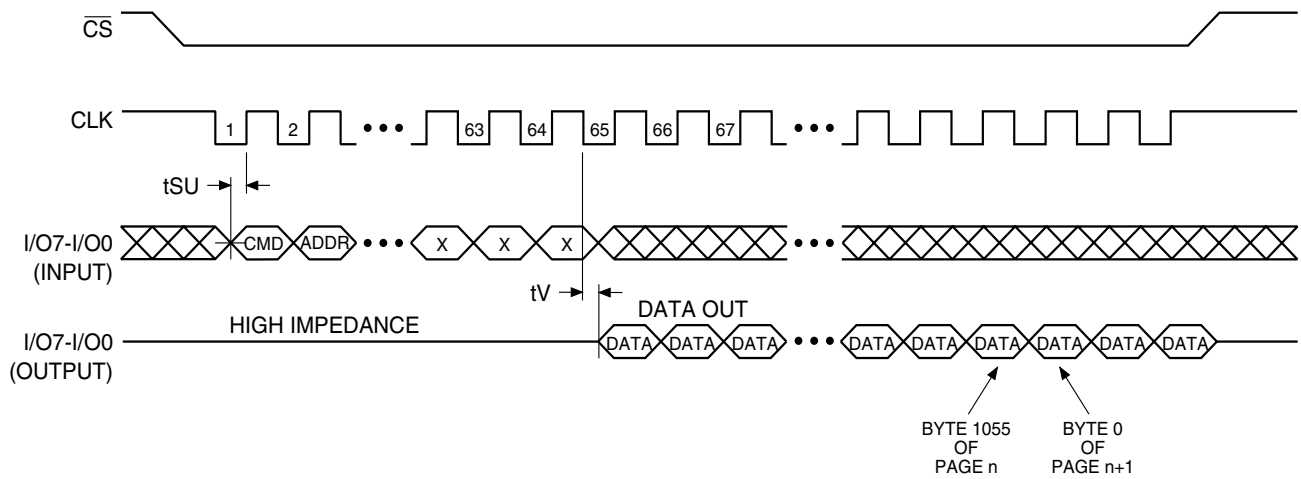 CS
CLK
1 2 63 64 65 66 67
tSU
I/O7-I/O0
(INPUT)
CMD ADDR X X X
tV
DATA OUT
HIGH IMPEDANCE
I/O7-I/O0
(OUTPUT)
DATA DATA DATA DATA DATA DATA DATA DATA DATA
BYTE 1055
OF
PAGE n
BYTE 0
OF
PAGE n+1